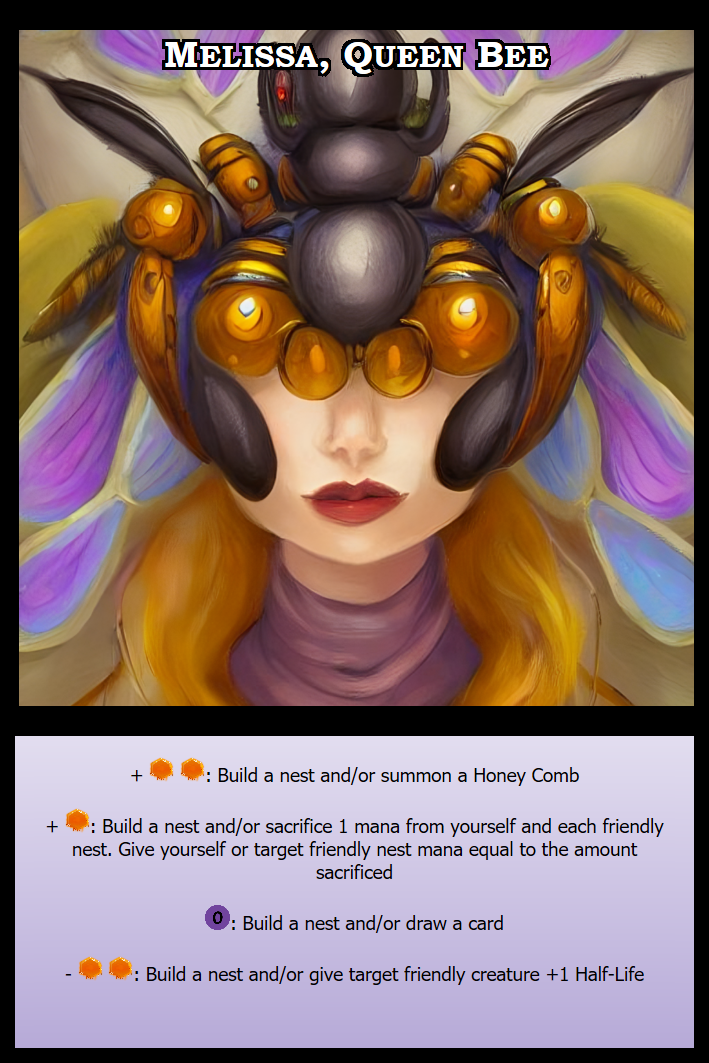 Melissa, Queen Bee
+ : Build a nest and/or summon a Honey Comb
+ : Build a nest and/or sacrifice 1 mana from yourself and each friendly
nest. Give yourself or target friendly nest mana equal to the amount
sacrificed
0: Build a nest and/or draw a card
- : Build a nest and/or give target friendly creature +1 Half-Life